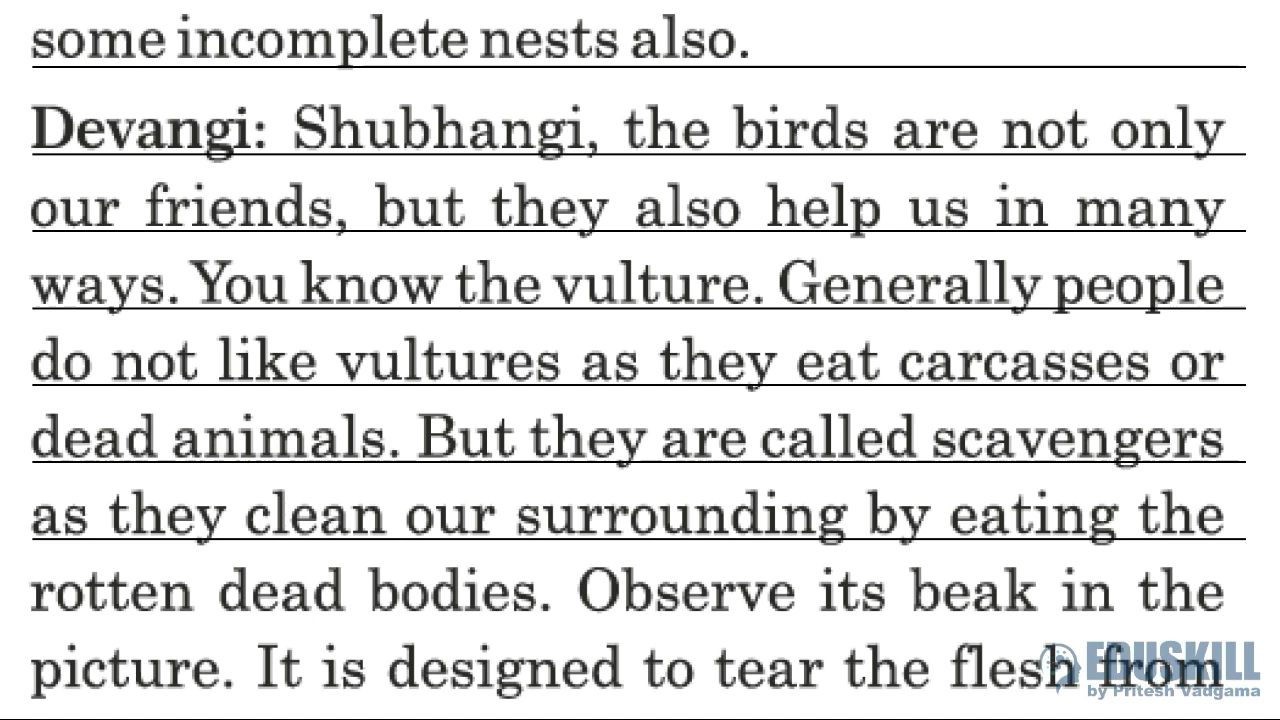 some incomplete nests also.
Devangi: Shubhangi, the birds are not only
our friends, but they also help us in many
ways. You know the vulture. Generally people
do not like vultures as they eat carcasses or
dead animals. But they are called scavengers
as they clean our surrounding by eating the
rotten dead bodies. Observe its beak in the
picture. It is designed to tear the flesh from
EDUSKILL
by Pritesh Vadgama